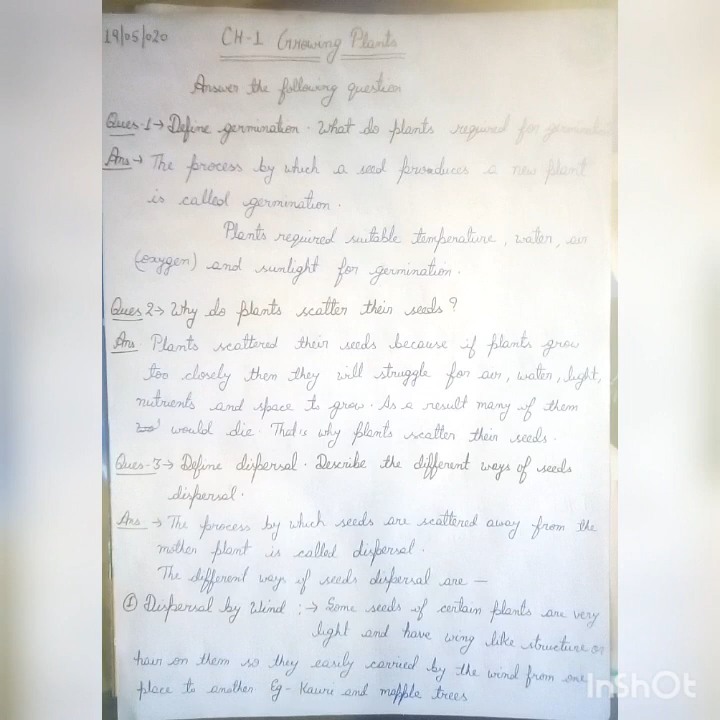 19/05/020
CH-1 Growing Plants
Answer the following question
Ques-1→ Define germination. What do plants required for germination
Ans→ The process by which a seed produces a new plant
is called germination.
Plants required suitable temperature, water, air
(oxygen) and sunlight for germination.
Ques 2→ Why do plants scatter their seeds?
Ans Plants scattered their seeds because if plants grow
too closely then they will struggle for air, water, light,
nutrients and space to grow. As a result many of them
would die. That is why plants scatter their seeds.
Ques-3→ Define dispersal. Describe the different ways of seeds
dispersal.
Ans → The process by which seeds are scattered away from the
mother plant is called dispersal.
The different ways of seeds dispersal are —
① Dispersal by Wind :→ Some seeds of certain plants are very
light and have wing like structure or
hair on them so they easily carried by the wind from one
place to another Eg - Kauri and mapple trees
InShOt